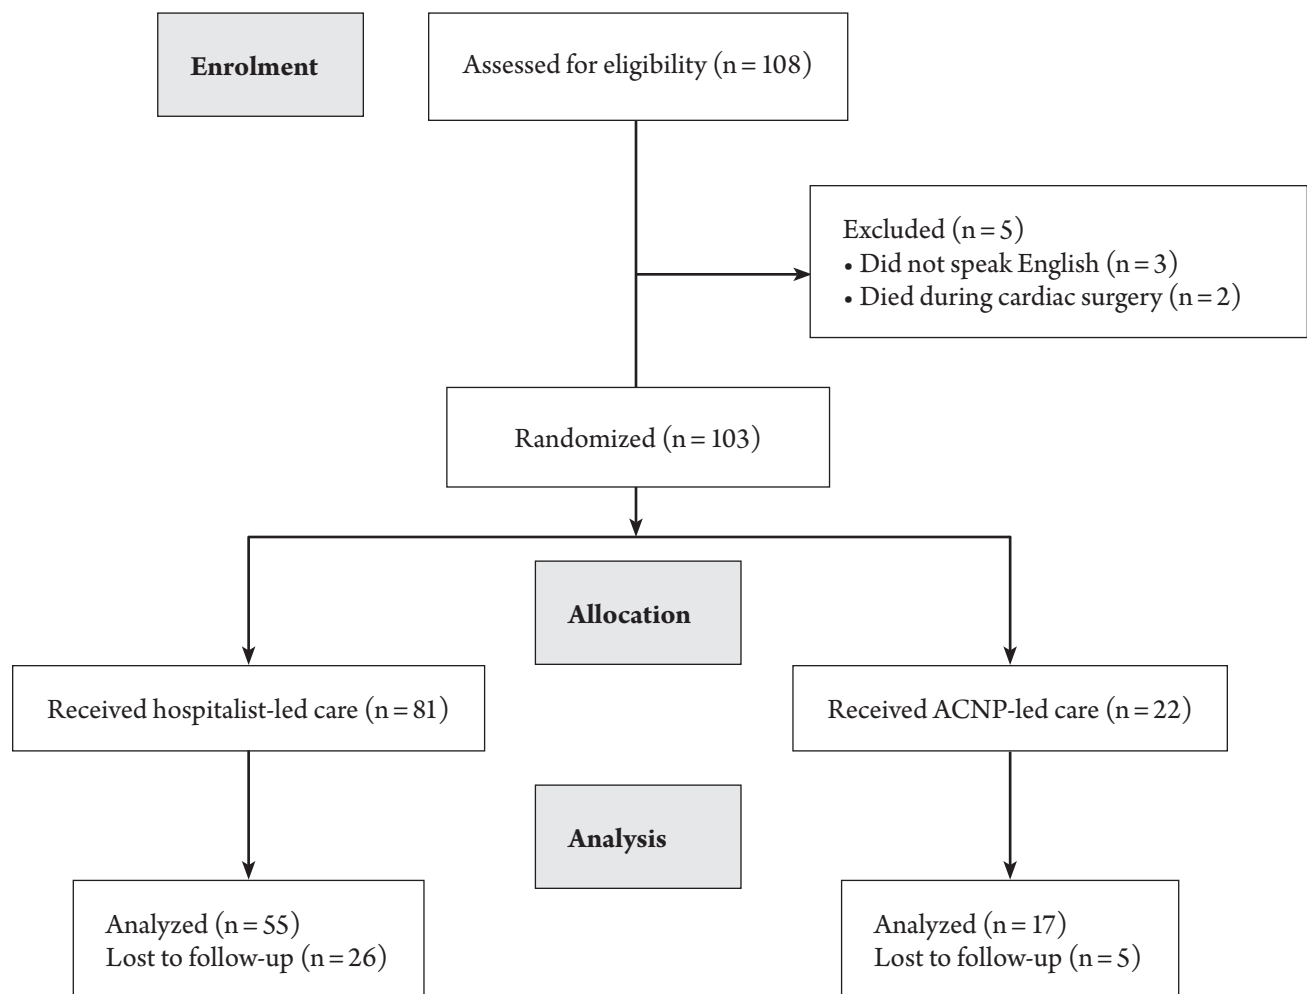 Enrolment
Assessed for eligibility (n = 108)
Excluded (n = 5)
• Did not speak English (n = 3)
• Died during cardiac surgery (n = 2)
Randomized (n = 103)
Allocation
Received hospitalist-led care (n = 81)
Received ACNP-led care (n = 22)
Analysis
Analyzed (n = 55)
Lost to follow-up (n = 26)
Analyzed (n = 17)
Lost to follow-up (n = 5)